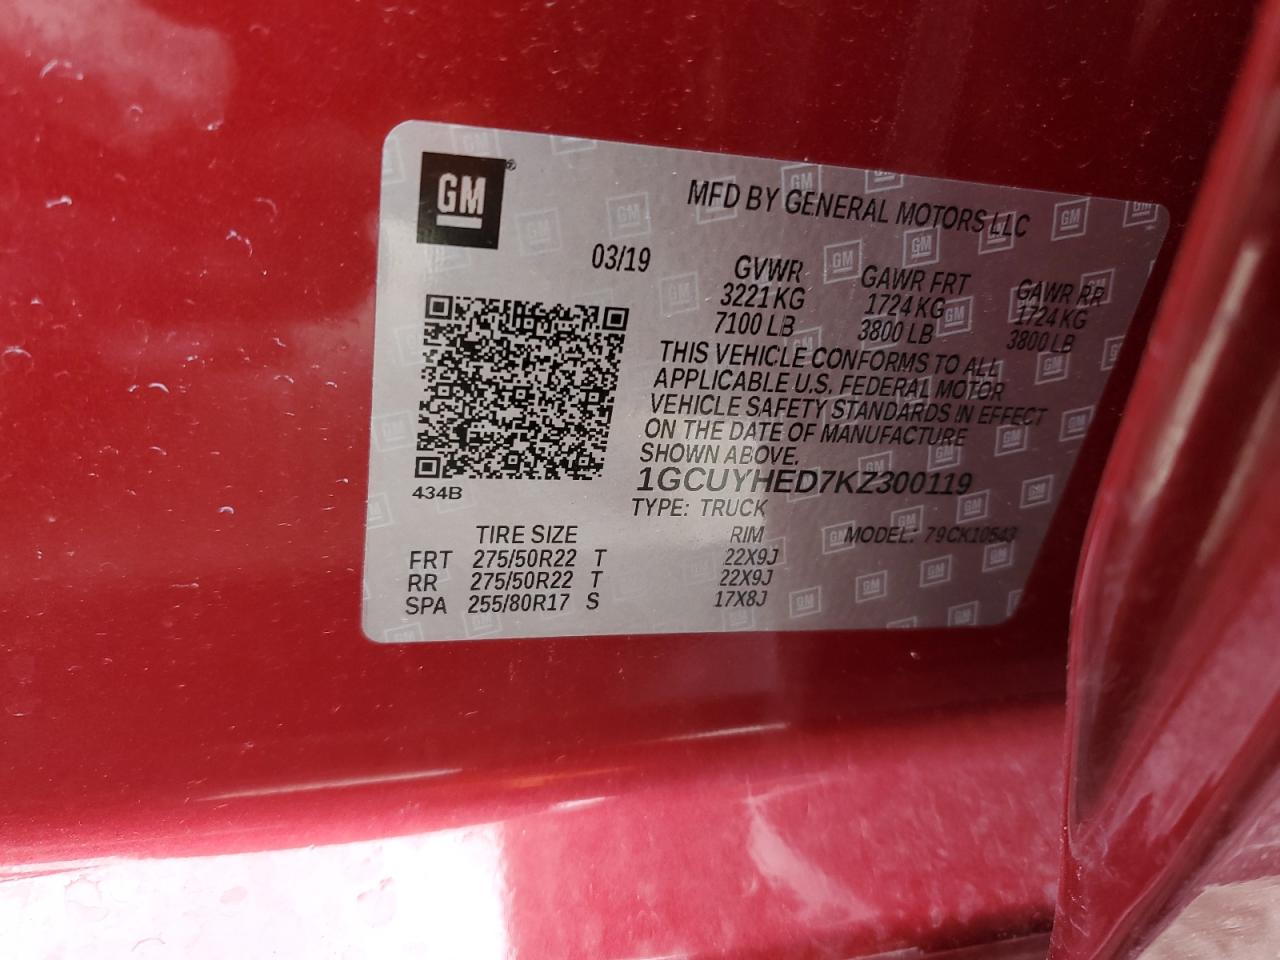 GM®
MFD BY GENERAL MOTORS LLC
03/19
GVWR GAWR FRT GAWR RR
3221 KG 1724 KG 1724 KG
7100 LB 3800 LB 3800 LB
THIS VEHICLE CONFORMS TO ALL
APPLICABLE U.S. FEDERAL MOTOR
VEHICLE SAFETY STANDARDS IN EFFECT
ON THE DATE OF MANUFACTURE
SHOWN ABOVE.
1GCUYHED7KZ300119
434B
TYPE: TRUCK
TIRE SIZE RIM MODEL: 79CK10543
FRT 275/50R22 T 22X9J
RR 275/50R22 T 22X9J
SPA 255/80R17 S 17X8J